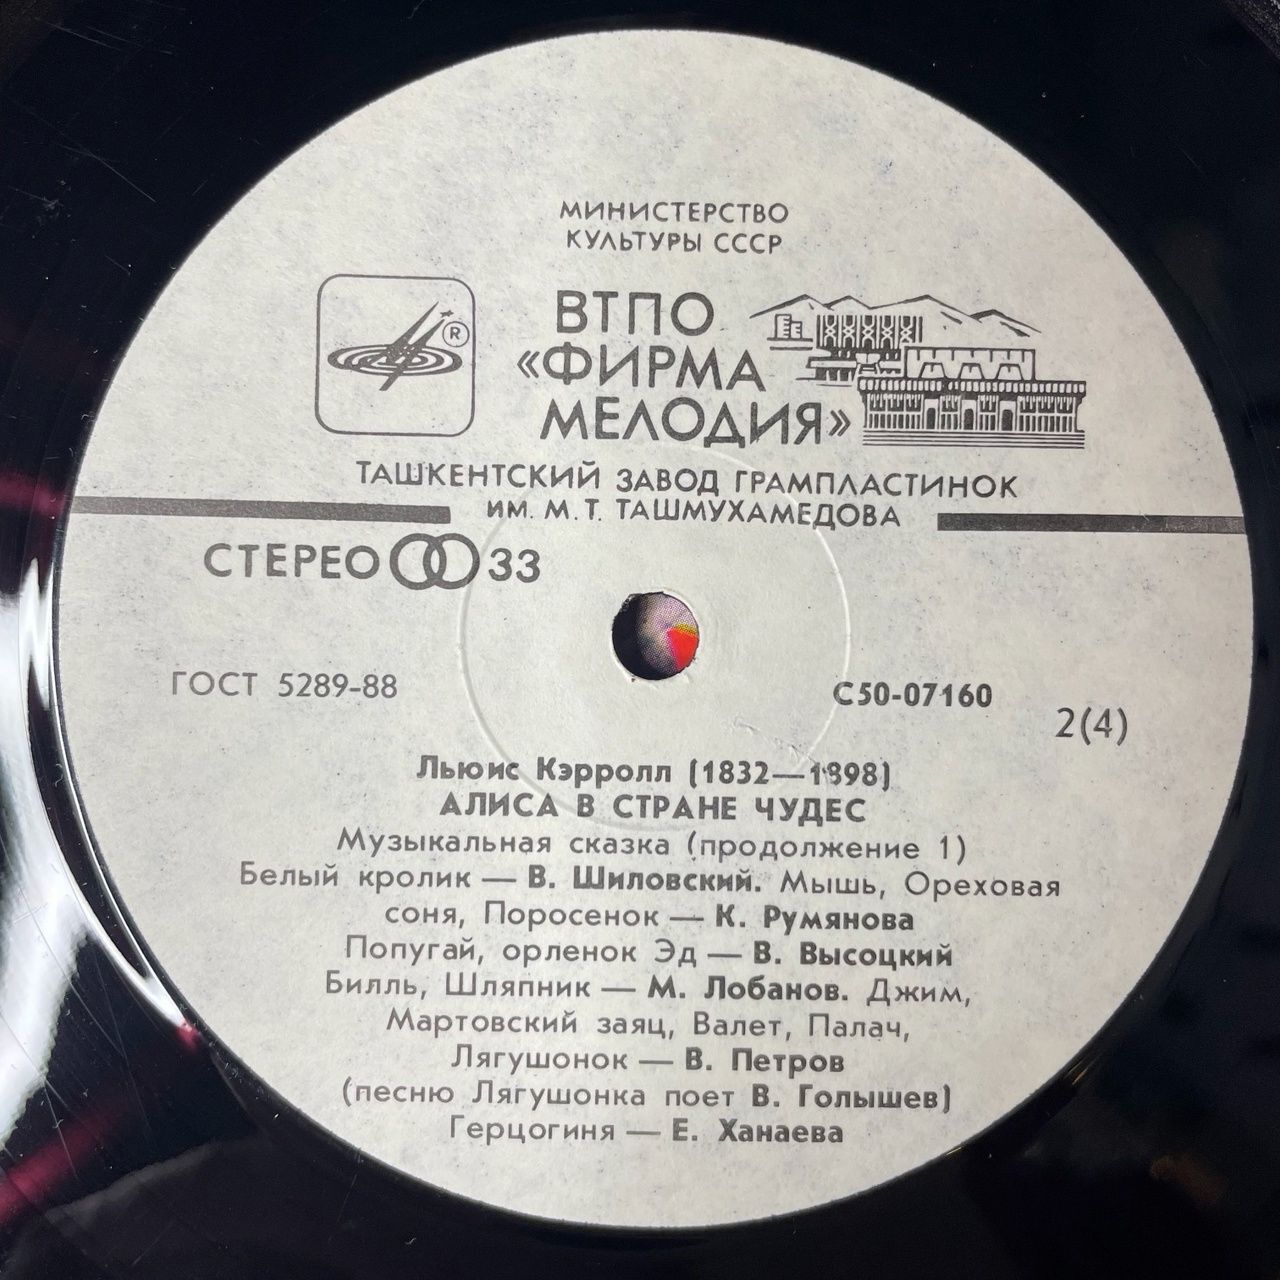 МИНИСТЕРСТВО
КУЛЬТУРЫ СССР
ВТПО
«ФИРМА
МЕЛОДИЯ»
®
ТАШКЕНТСКИЙ ЗАВОД ГРАМПЛАСТИНОК
ИМ. М. Т. ТАШМУХАМЕДОВА
СТЕРЕО 33
ГОСТ 5289-88
С50-07160
2(4)
Льюис Кэрролл (1832—1898)
АЛИСА В СТРАНЕ ЧУДЕС
Музыкальная сказка (продолжение 1)
Белый кролик — В. Шиловский. Мышь, Ореховая
соня, Поросенок — К. Румянова
Попугай, орленок Эд — В. Высоцкий
Билль, Шляпник — М. Лобанов. Джим,
Мартовский заяц, Валет, Палач,
Лягушонок — В. Петров
(песню Лягушонка поет В. Голышев)
Герцогиня — Е. Ханаева